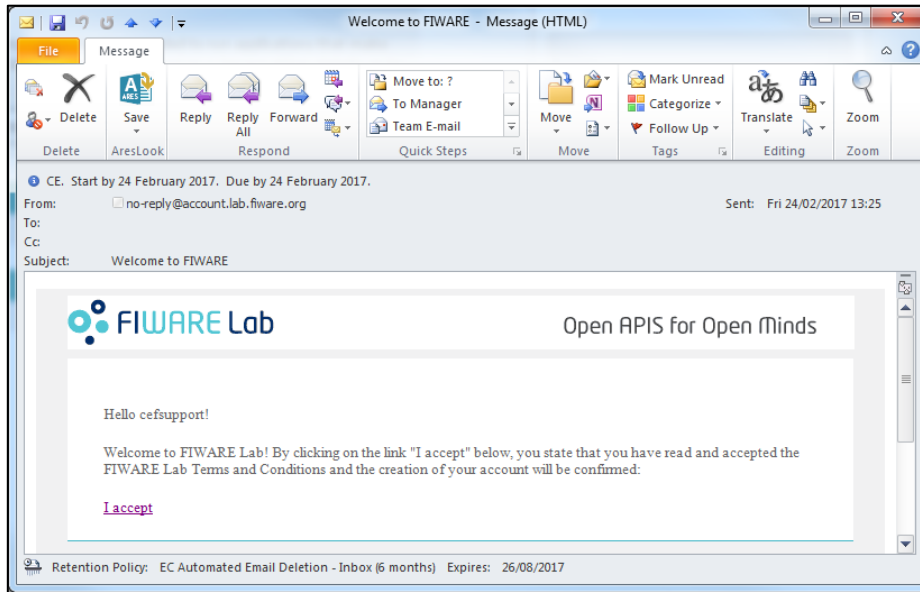 Welcome to FIWARE - Message (HTML)
File Message
Delete
Save
Reply Reply All Forward
Move to: ?
To Manager
Team E-mail
Move
Mark Unread
Categorize
Follow Up
Translate
Zoom
Delete AresLook Respond Quick Steps Move Tags Editing Zoom
CE. Start by 24 February 2017. Due by 24 February 2017.
From: no-reply@account.lab.fiware.org Sent: Fri 24/02/2017 13:25
To:
Cc:
Subject: Welcome to FIWARE
FIWARE Lab Open APIS for Open Minds
Hello cefsupport!
Welcome to FIWARE Lab! By clicking on the link "I accept" below, you state that you have read and accepted the
FIWARE Lab Terms and Conditions and the creation of your account will be confirmed:
I accept
Retention Policy: EC Automated Email Deletion - Inbox (6 months) Expires: 26/08/2017